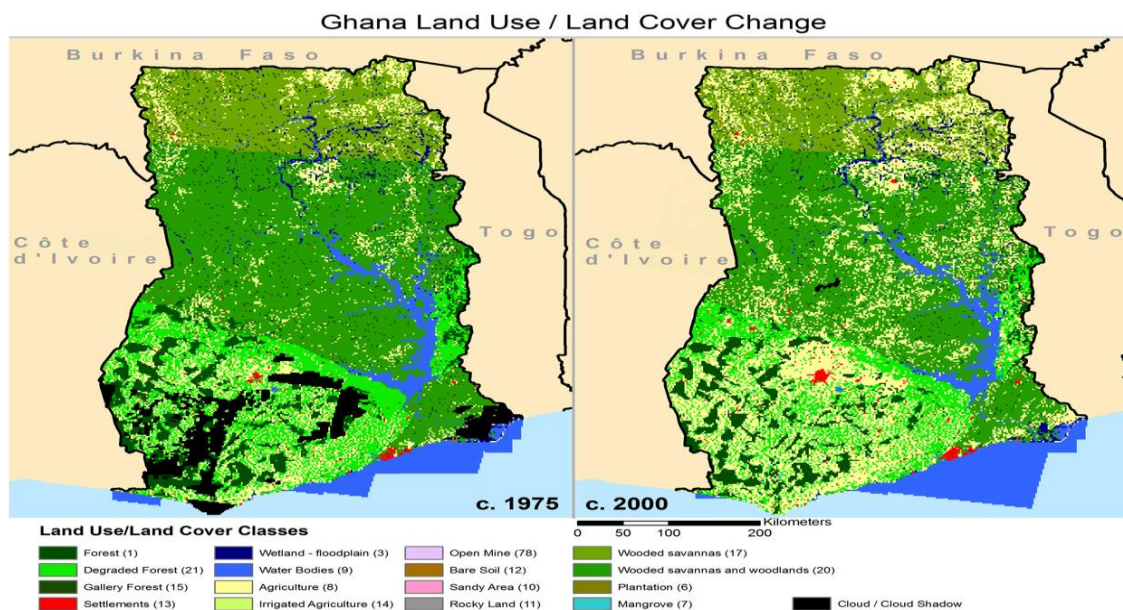 Ghana Land Use / Land Cover Change
Burkina Faso
Côte
d'Ivoire
Togo
c. 1975
Burkina Faso
Côte
d'Ivoire
Togo
c. 2000
Kilometers
0 50 100 200
Land Use/Land Cover Classes
Forest (1)
Degraded Forest (21)
Gallery Forest (15)
Settlements (13)
Wetland - floodplain (3)
Water Bodies (9)
Agriculture (8)
Irrigated Agriculture (14)
Open Mine (78)
Bare Soil (12)
Sandy Area (10)
Rocky Land (11)
Wooded savannas (17)
Wooded savannas and woodlands (20)
Plantation (6)
Mangrove (7)
Cloud / Cloud Shadow